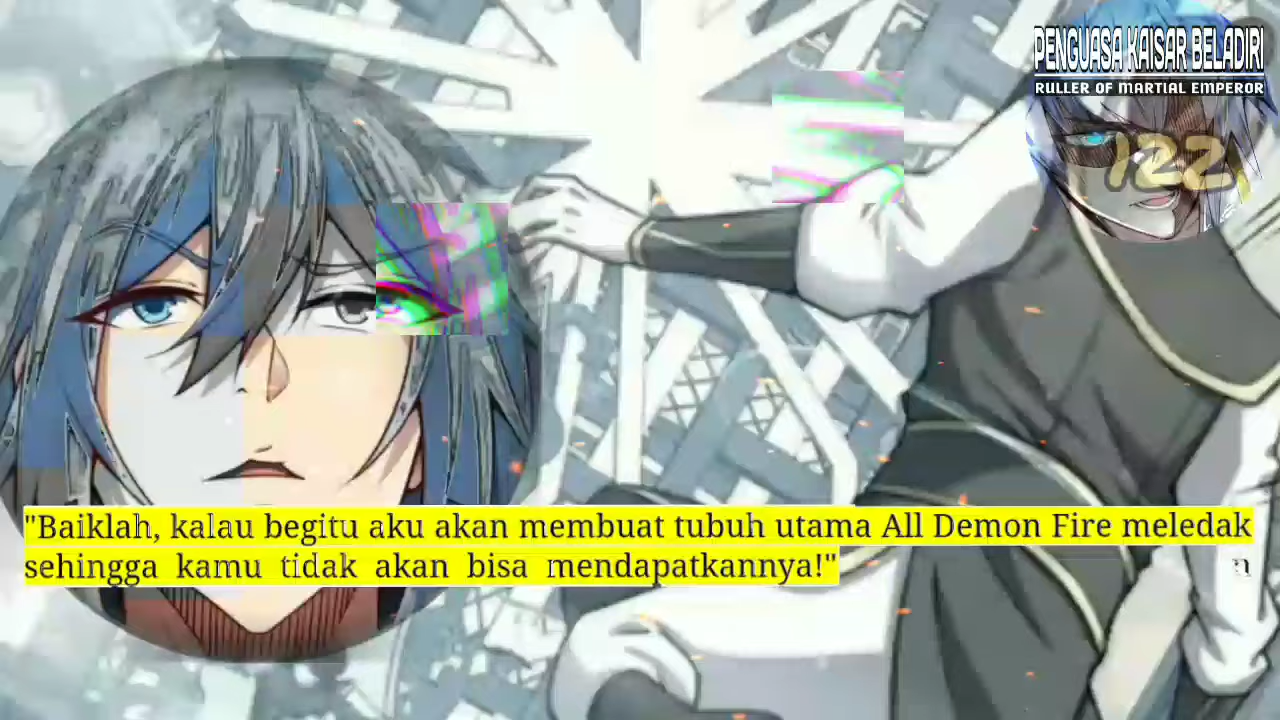 PENGUASA KAISAR BELADIRI
RULLER OF MARTIAL EMPEROR
122
"Baiklah, kalau begitu aku akan membuat tubuh utama All Demon Fire meledak
sehingga kamu tidak akan bisa mendapatkannya!"
n